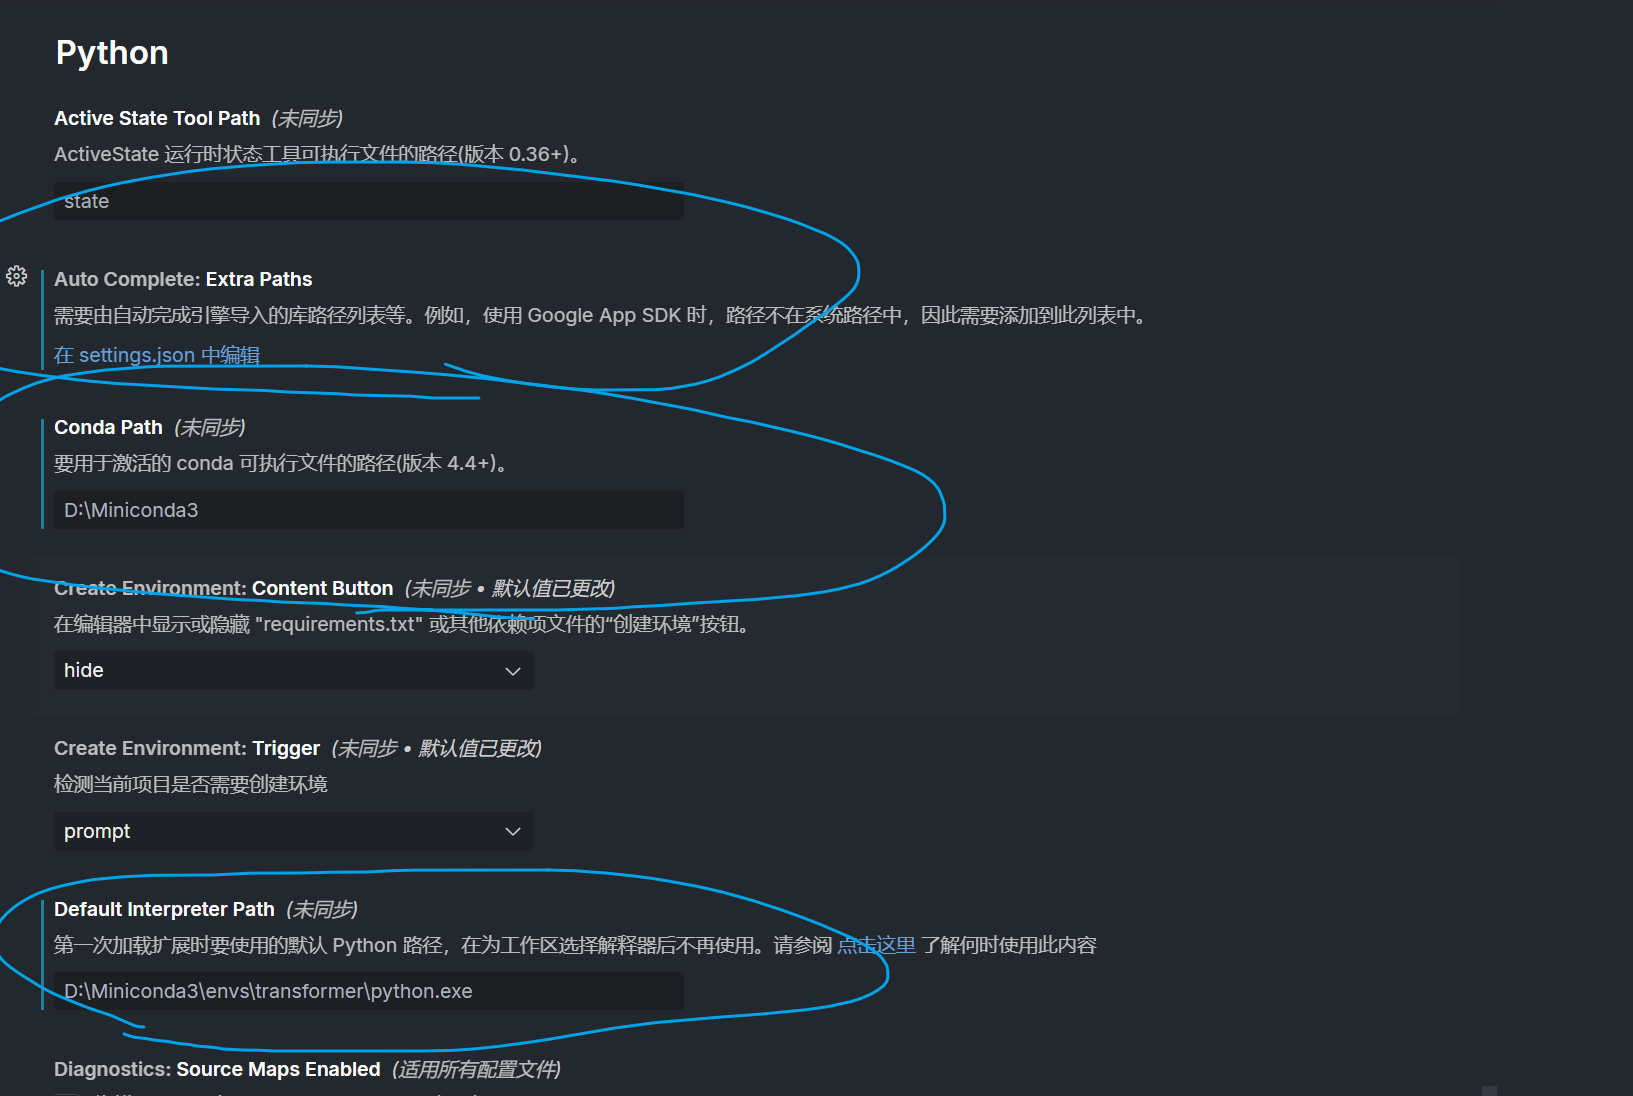 Python
Active State Tool Path (未同步)
ActiveState 运行时状态工具可执行文件的路径(版本 0.36+)。
state
Auto Complete: Extra Paths
需要由自动完成引擎导入的库路径列表等。例如，使用 Google App SDK 时，路径不在系统路径中，因此需要添加到此列表中。
在 settings.json 中编辑
Conda Path (未同步)
要用于激活的 conda 可执行文件的路径(版本 4.4+)。
D:\Miniconda3
Create Environment: Content Button (未同步 • 默认值已更改)
在编辑器中显示或隐藏 "requirements.txt" 或其他依赖项文件的“创建环境”按钮。
hide
Create Environment: Trigger (未同步 • 默认值已更改)
检测当前项目是否需要创建环境
prompt
Default Interpreter Path (未同步)
第一次加载扩展时要使用的默认 Python 路径，在为工作区选择解释器后不再使用。请参阅 点击这里 了解何时使用此内容
D:\Miniconda3\envs\transformer\python.exe
Diagnostics: Source Maps Enabled (适用所有配置文件)